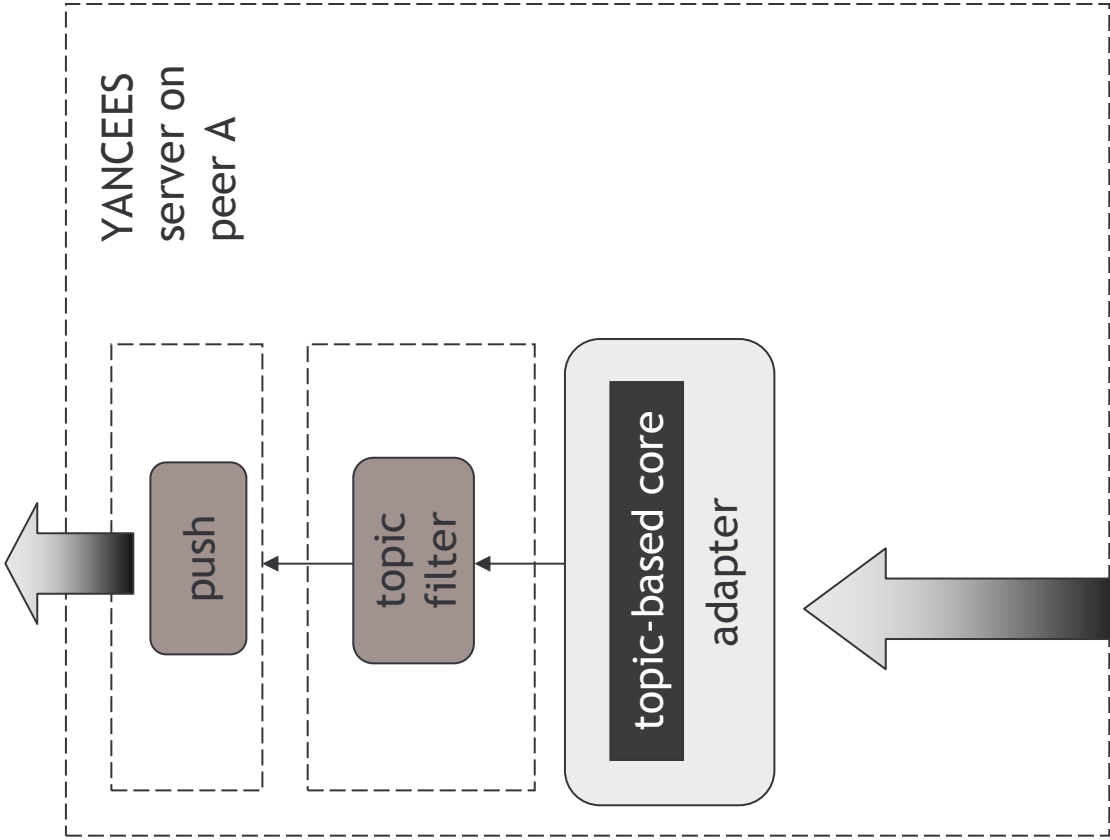 YANCEES
server on
peer A
push
topic
filter
topic-based core
adapter